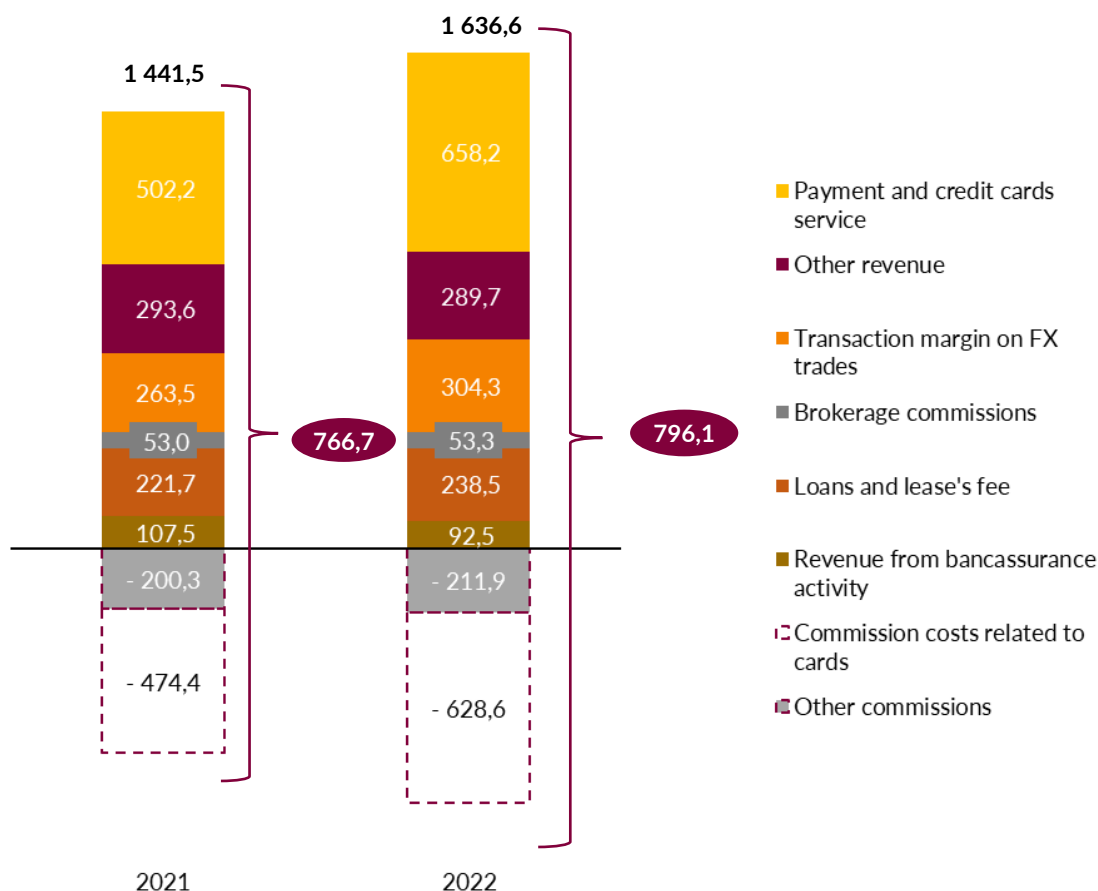 1 636,6
1 441,5
502,2
293,6
263,5
53,0
221,7
107,5
- 200,3
- 474,4
766,7
658,2
289,7
304,3
53,3
238,5
92,5
- 211,9
- 628,6
796,1
Payment and credit cards
service
Other revenue
Transaction margin on FX
trades
Brokerage commissions
Loans and lease's fee
Revenue from bancassurance
activity
Commission costs related to
cards
Other commissions
2021
2022